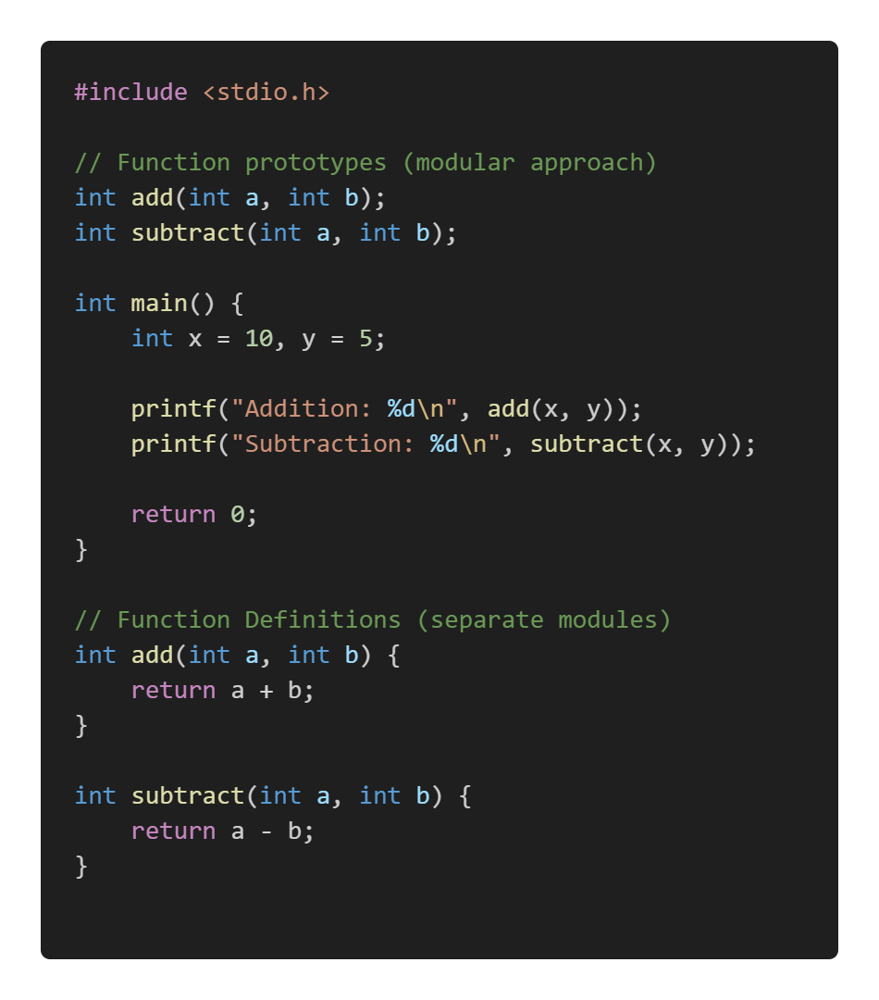 #include <stdio.h>
// Function prototypes (modular approach)
int add(int a, int b);
int subtract(int a, int b);
int main() {
    int x = 10, y = 5;
    printf("Addition: %d\n", add(x, y));
    printf("Subtraction: %d\n", subtract(x, y));
    return 0;
}
// Function Definitions (separate modules)
int add(int a, int b) {
    return a + b;
}
int subtract(int a, int b) {
    return a - b;
}